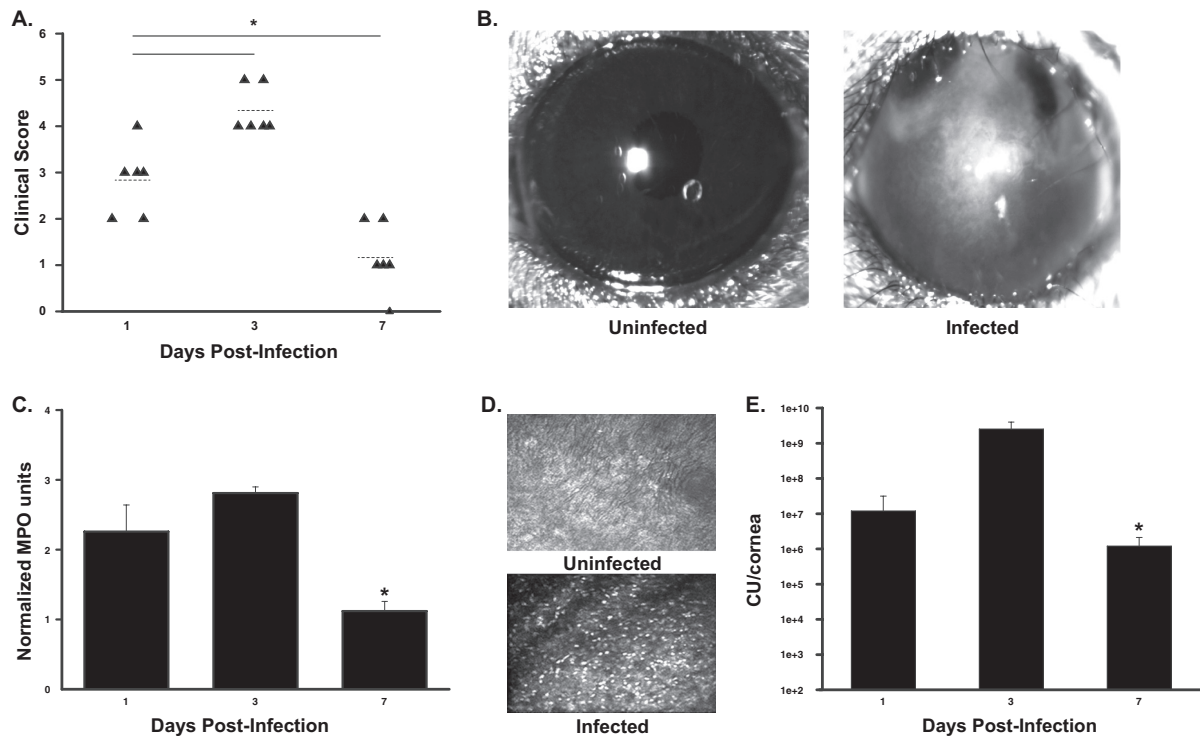 A.
*
6
5
4
3
2
1
0
Clinical Score
1 3 7
Days Post-Infection
B.
Uninfected Infected
C.
4
3
2
1
0
Normalized MPO units
*
1 3 7
Days Post-Infection
D.
Uninfected
Infected
E.
1e+10
1e+9
1e+8
1e+7
1e+6
1e+5
1e+4
1e+3
1e+2
CU/cornea
*
1 3 7
Days Post-Infection